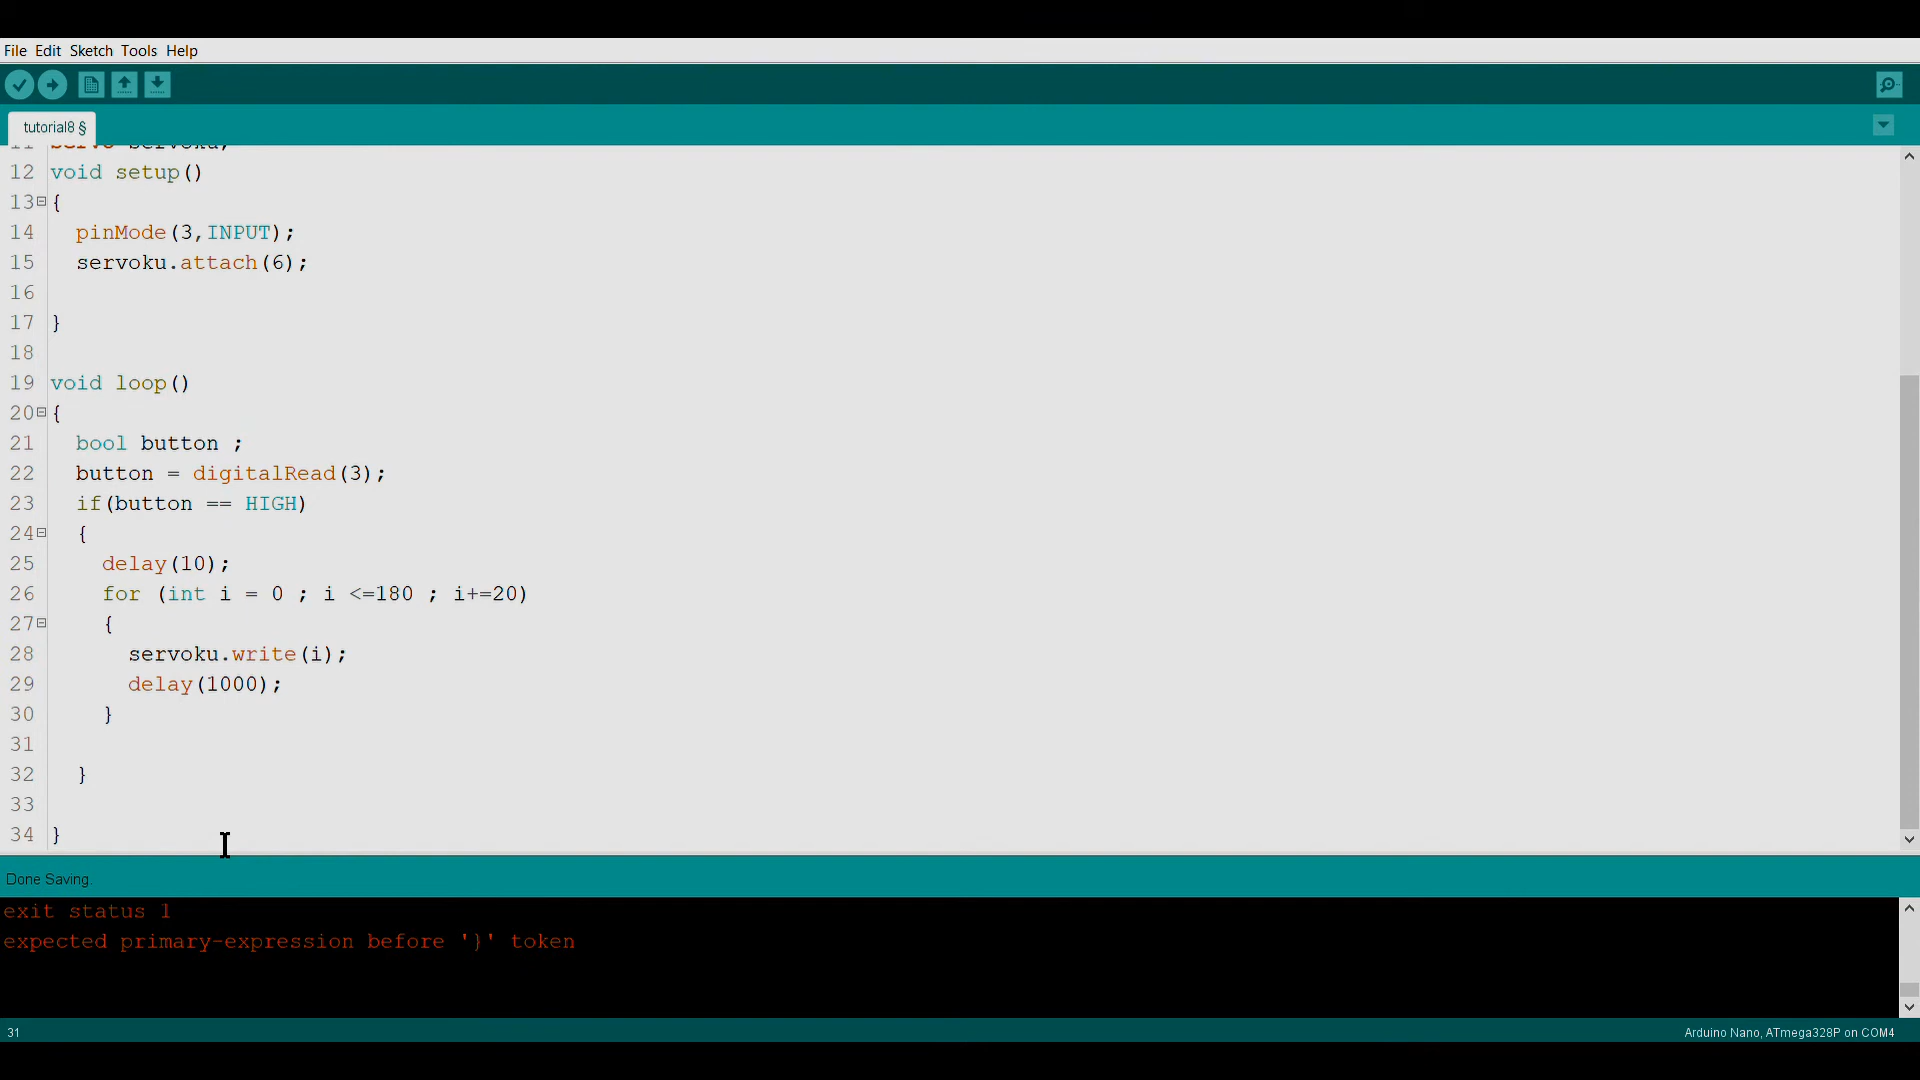 File Edit Sketch Tools Help
tutorial8 §
11 Servo servoku;
12 void setup()
13 {
14 pinMode(3,INPUT);
15 servoku.attach(6);
16
17 }
18
19 void loop()
20 {
21 bool button ;
22 button = digitalRead(3);
23 if(button == HIGH)
24 {
25 delay(10);
26 for (int i = 0 ; i <=180 ; i+=20)
27 {
28 servoku.write(i);
29 delay(1000);
30 }
31
32 }
33
34 }
Done Saving.
exit status 1
expected primary-expression before '}' token
31 Arduino Nano, ATmega328P on COM4